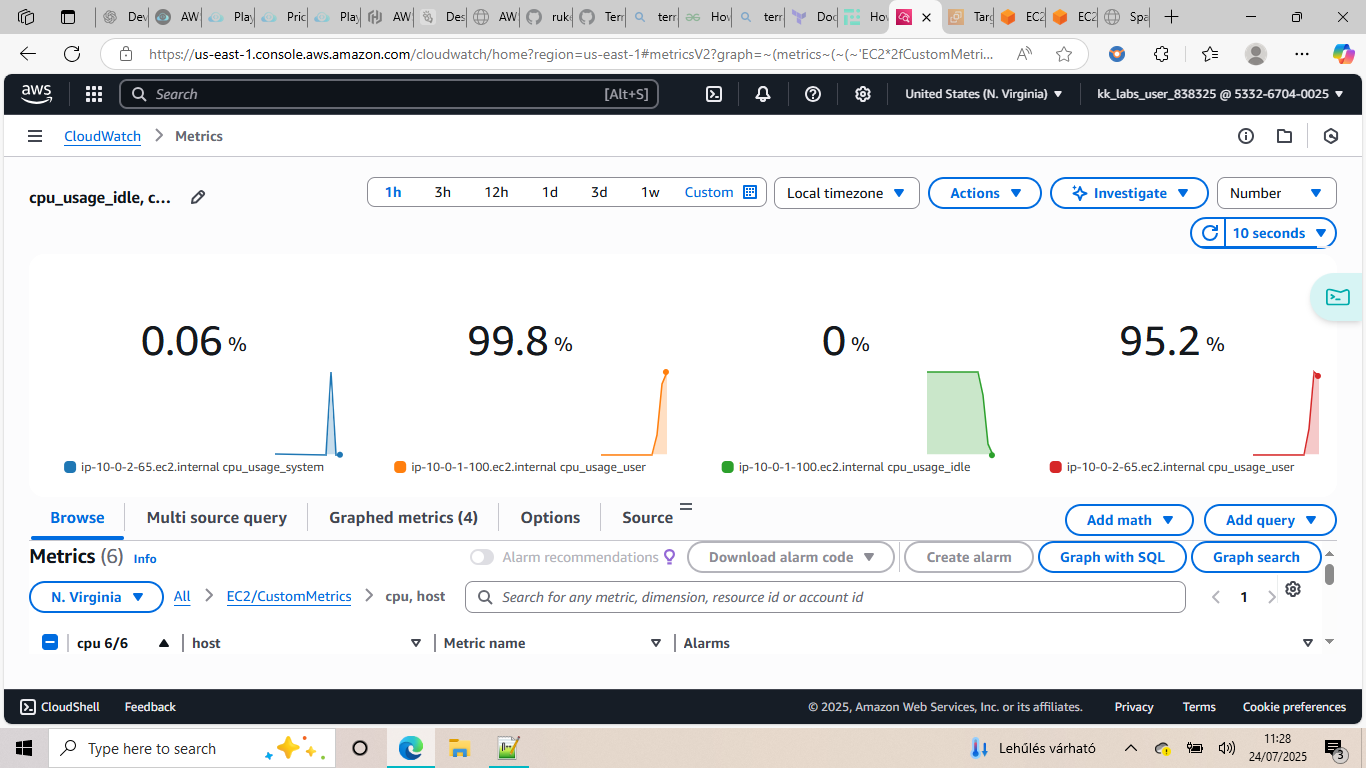 Dev
AW
Play
Pric
Play
AW
Des
AW
ruk
Terr
terr
How
terr
Doc
Hov
Targ
EC2
EC2
Spa
https://us-east-1.console.aws.amazon.com/cloudwatch/home?region=us-east-1#metricsV2?graph=~(metrics~(~(~'EC2*2fCustomMetri...
aws
Search
[Alt+S]
United States (N. Virginia)
kk_labs_user_838325 @ 5332-6704-0025
CloudWatch
Metrics
cpu_usage_idle, c...
1h
3h
12h
1d
3d
1w
Custom
Local timezone
Actions
Investigate
Number
10 seconds
0.06 %
99.8 %
0 %
95.2 %
ip-10-0-2-65.ec2.internal cpu_usage_system
ip-10-0-1-100.ec2.internal cpu_usage_user
ip-10-0-1-100.ec2.internal cpu_usage_idle
ip-10-0-2-65.ec2.internal cpu_usage_user
Browse
Multi source query
Graphed metrics (4)
Options
Source
Add math
Add query
Metrics (6) Info
Alarm recommendations
Download alarm code
Create alarm
Graph with SQL
Graph search
N. Virginia
All
EC2/CustomMetrics
cpu, host
Search for any metric, dimension, resource id or account id
1
cpu 6/6
host
Metric name
Alarms
CloudShell
Feedback
© 2025, Amazon Web Services, Inc. or its affiliates.
Privacy
Terms
Cookie preferences
Type here to search
Lehűlés várható
11:28
24/07/2025
3